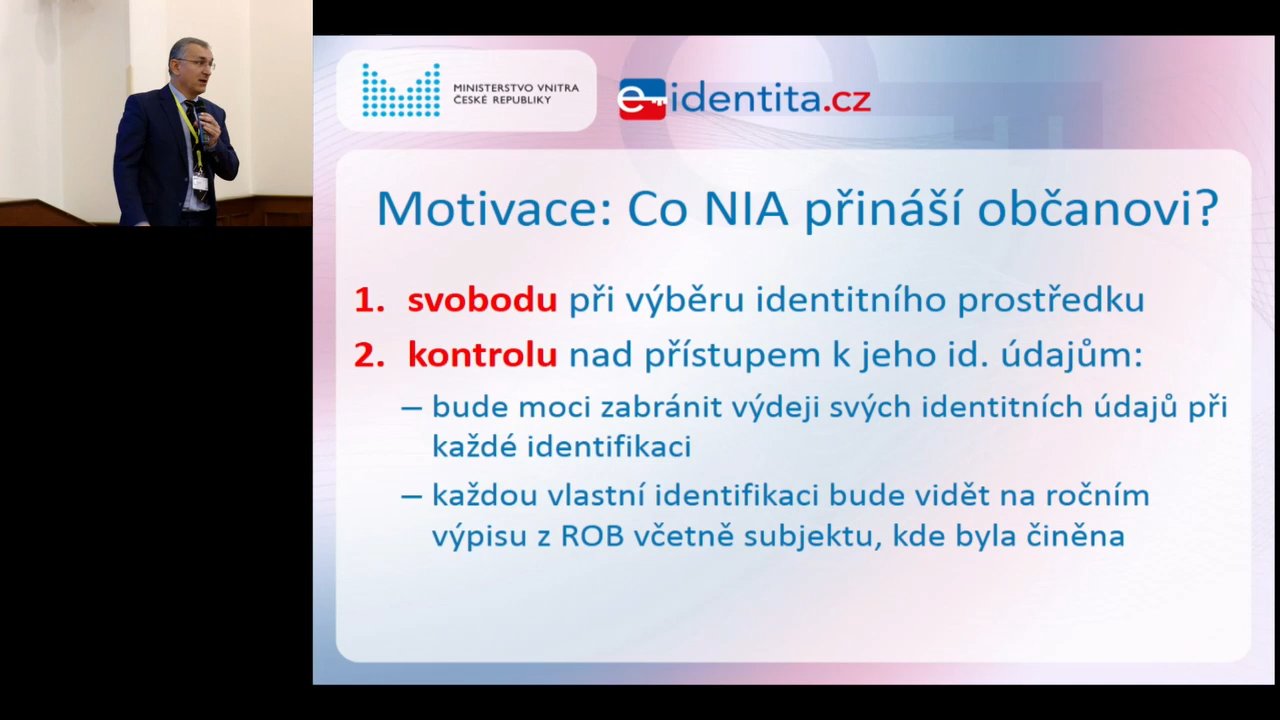 MINISTERSTVO VNITRA
ČESKÉ REPUBLIKY
e-identita.cz
Motivace: Co NIA přináší občanovi?
1. svobodu při výběru identitního prostředku
2. kontrolu nad přístupem k jeho id. údajům:
– bude moci zabránit výdeji svých identitních údajů při
každé identifikaci
– každou vlastní identifikaci bude vidět na ročním
výpisu z ROB včetně subjektu, kde byla činěna